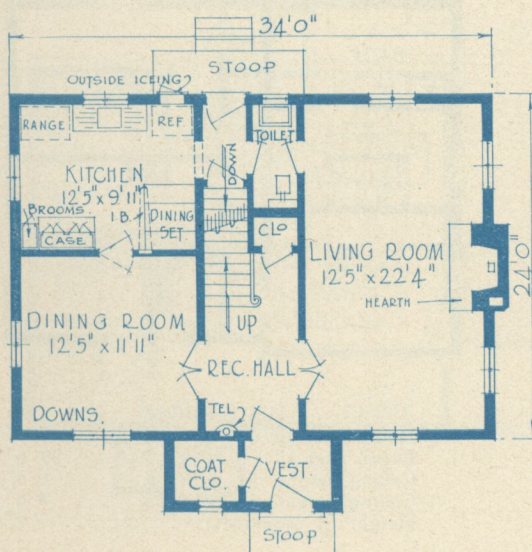 34'0"
STOOP
OUTSIDE ICEING?
RANGE
REF
TOILET
DOWN
KITCHEN
12'5" x 9'11"
BROOMS
I.B.
DINING
SET.
CASE
CLO
LIVING ROOM
12'5" x 22'4"
HEARTH
24'0"
DINING ROOM
12'5" x 11'11"
UP
REC. HALL
TEL
DOWNS.
COAT
CLO.
VEST.
STOOP